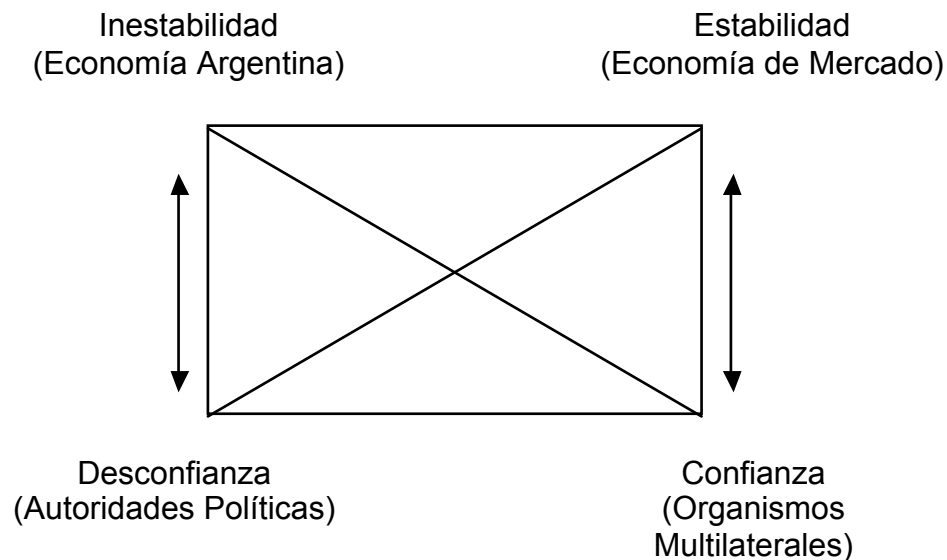 Inestabilidad
(Economía Argentina)
Estabilidad
(Economía de Mercado)
Desconfianza
(Autoridades Políticas)
Confianza
(Organismos
Multilaterales)